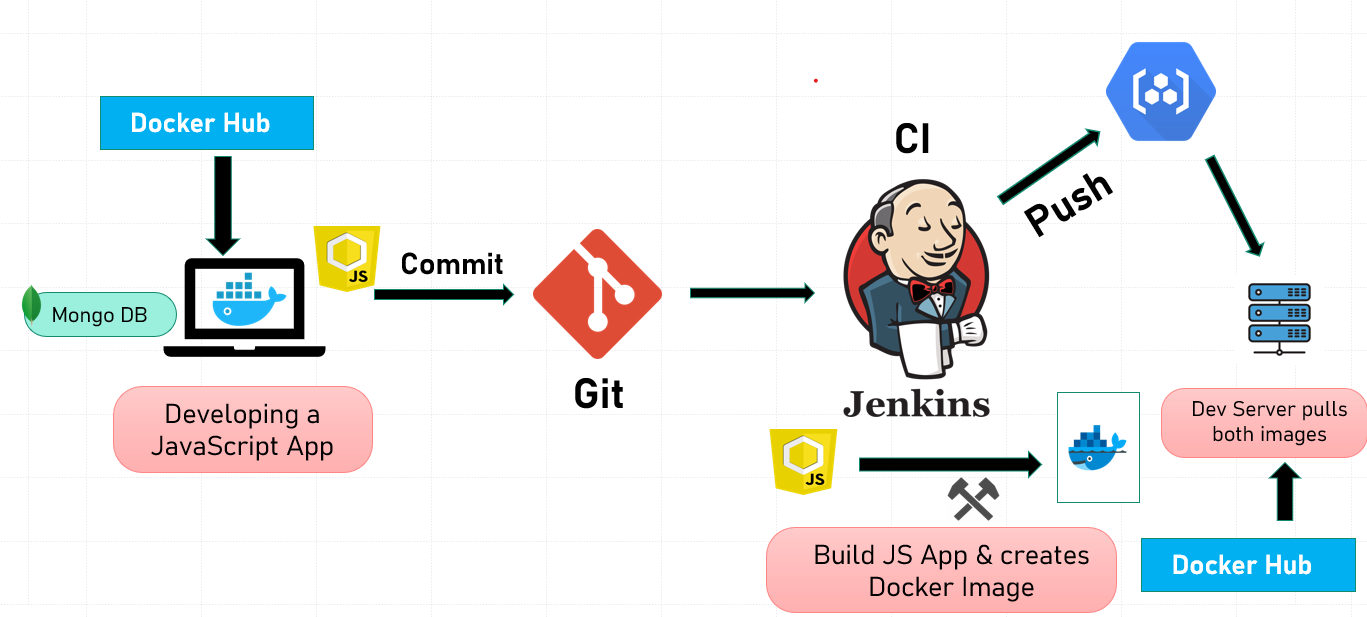 Docker Hub
Mongo DB
JS
Commit
Developing a
JavaScript App
Git
CI
Jenkins
Push
JS
Build JS App & creates
Docker Image
Dev Server pulls
both images
Docker Hub